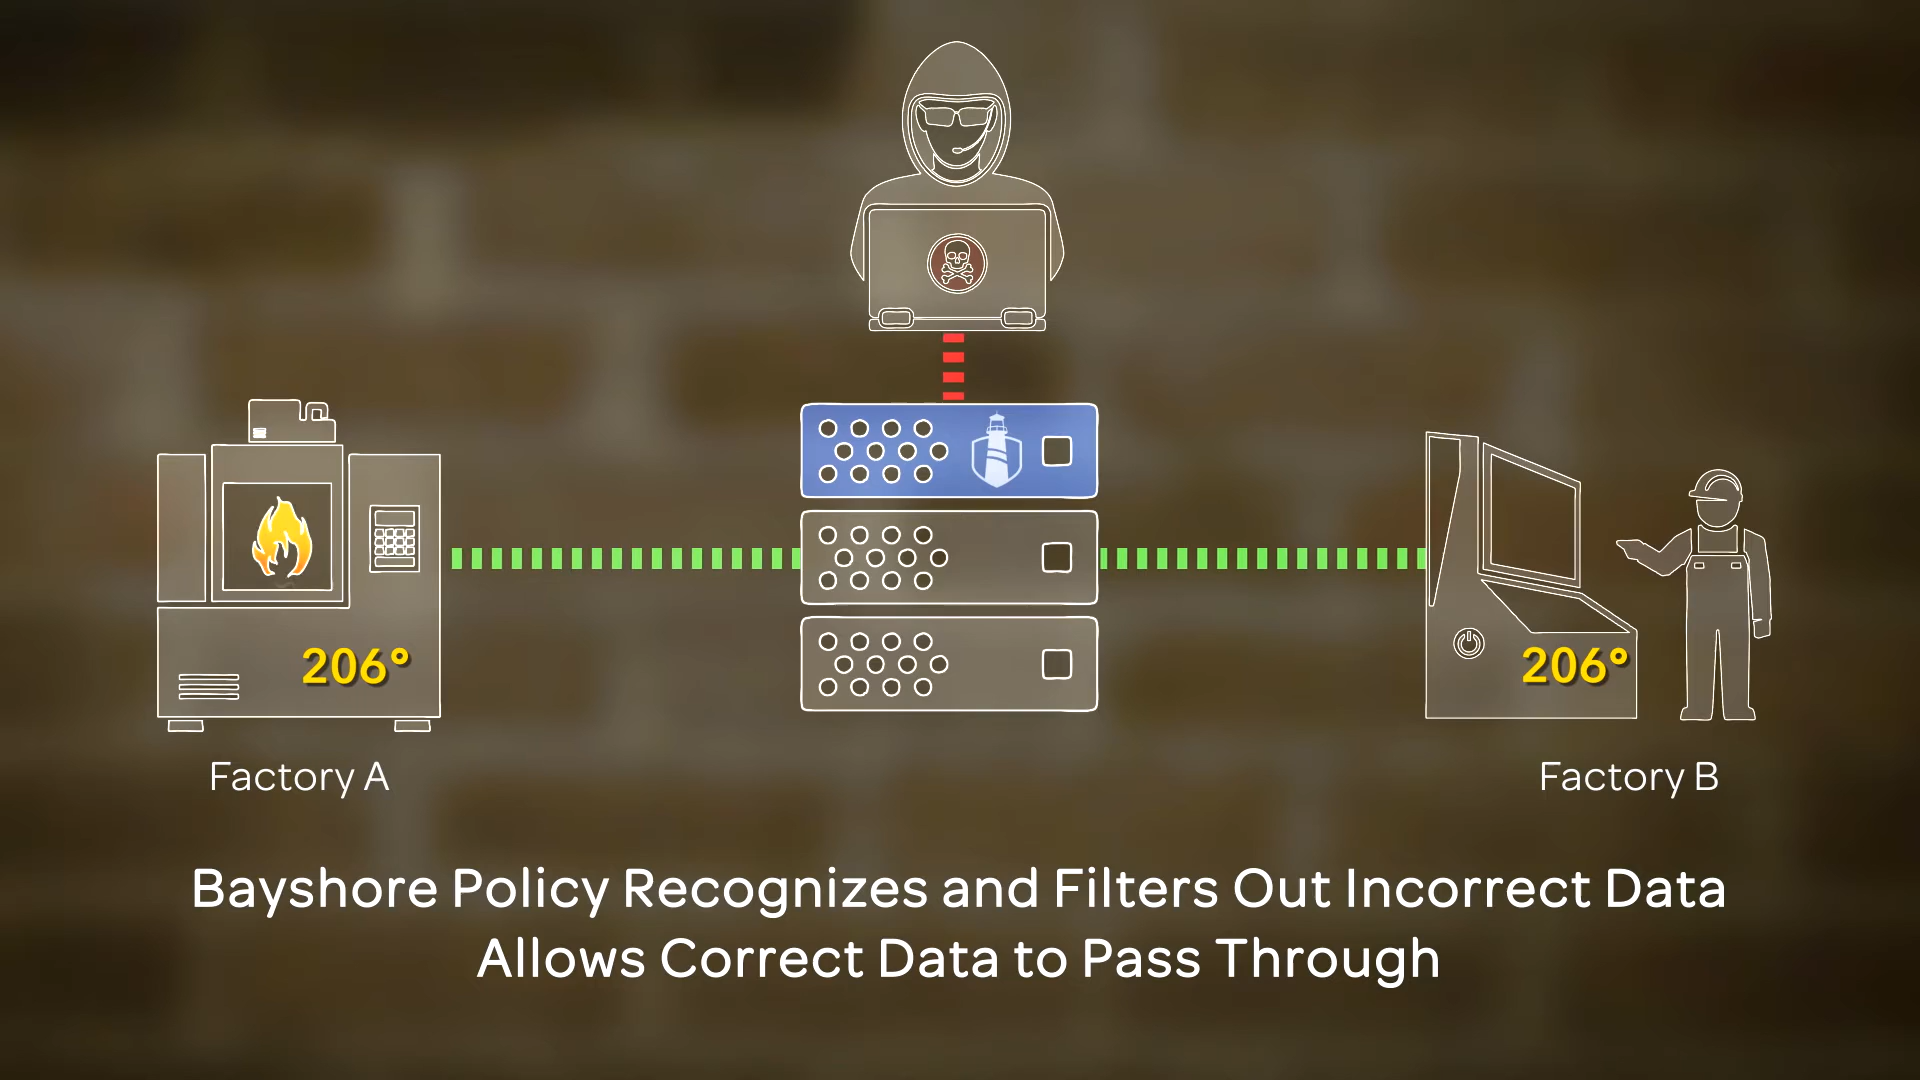 206°
206°
Factory A
Factory B
Bayshore Policy Recognizes and Filters Out Incorrect Data
Allows Correct Data to Pass Through